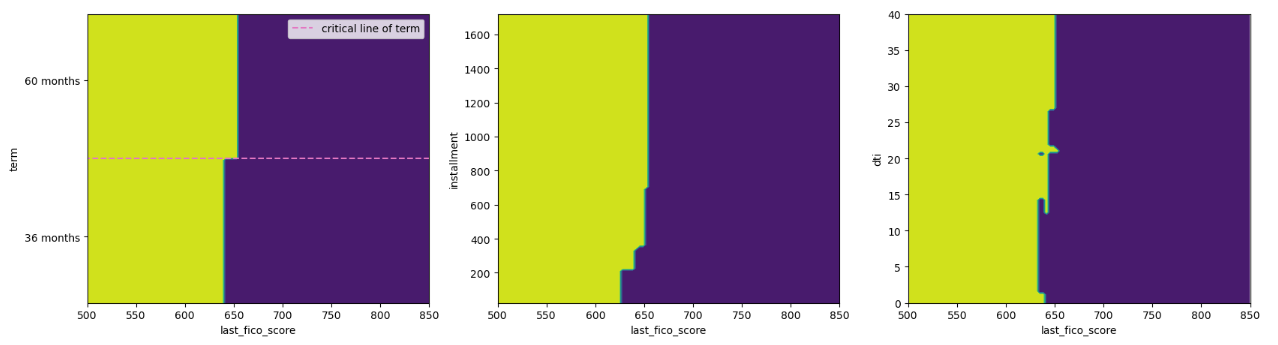 critical line of term
60 months
36 months
term
500 550 600 650 700 750 800 850
last_fico_score
1600
1400
1200
1000
800
600
400
200
installment
500 550 600 650 700 750 800 850
last_fico_score
40
35
30
25
20
15
10
5
0
dti
500 550 600 650 700 750 800 850
last_fico_score